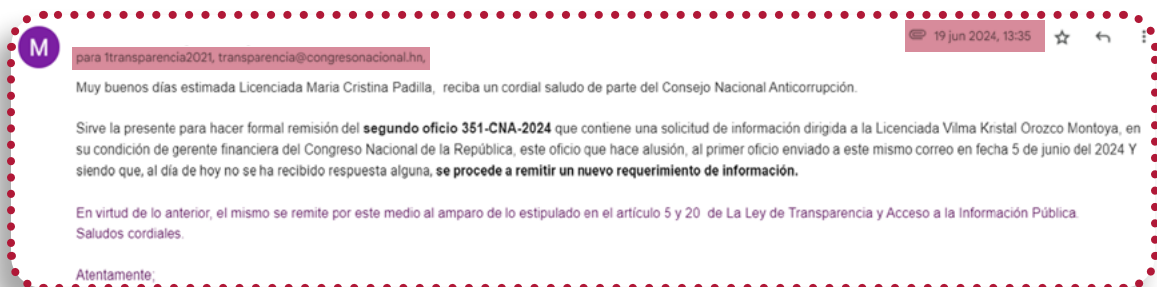 M
19 jun 2024, 13:35
para 1transparencia2021, transparencia@congresonacional.hn,
Muy buenos días estimada Licenciada Maria Cristina Padilla, reciba un cordial saludo de parte del Consejo Nacional Anticorrupción.
Sirve la presente para hacer formal remisión del segundo oficio 351-CNA-2024 que contiene una solicitud de información dirigida a la Licenciada Vilma Kristal Orozco Montoya, en
su condición de gerente financiera del Congreso Nacional de la República, este oficio que hace alusión, al primer oficio enviado a este mismo correo en fecha 5 de junio del 2024 Y
siendo que, al día de hoy no se ha recibido respuesta alguna, se procede a remitir un nuevo requerimiento de información.
En virtud de lo anterior, el mismo se remite por este medio al amparo de lo estipulado en el artículo 5 y 20 de La Ley de Transparencia y Acceso a la Información Pública.
Saludos cordiales.
Atentamente;